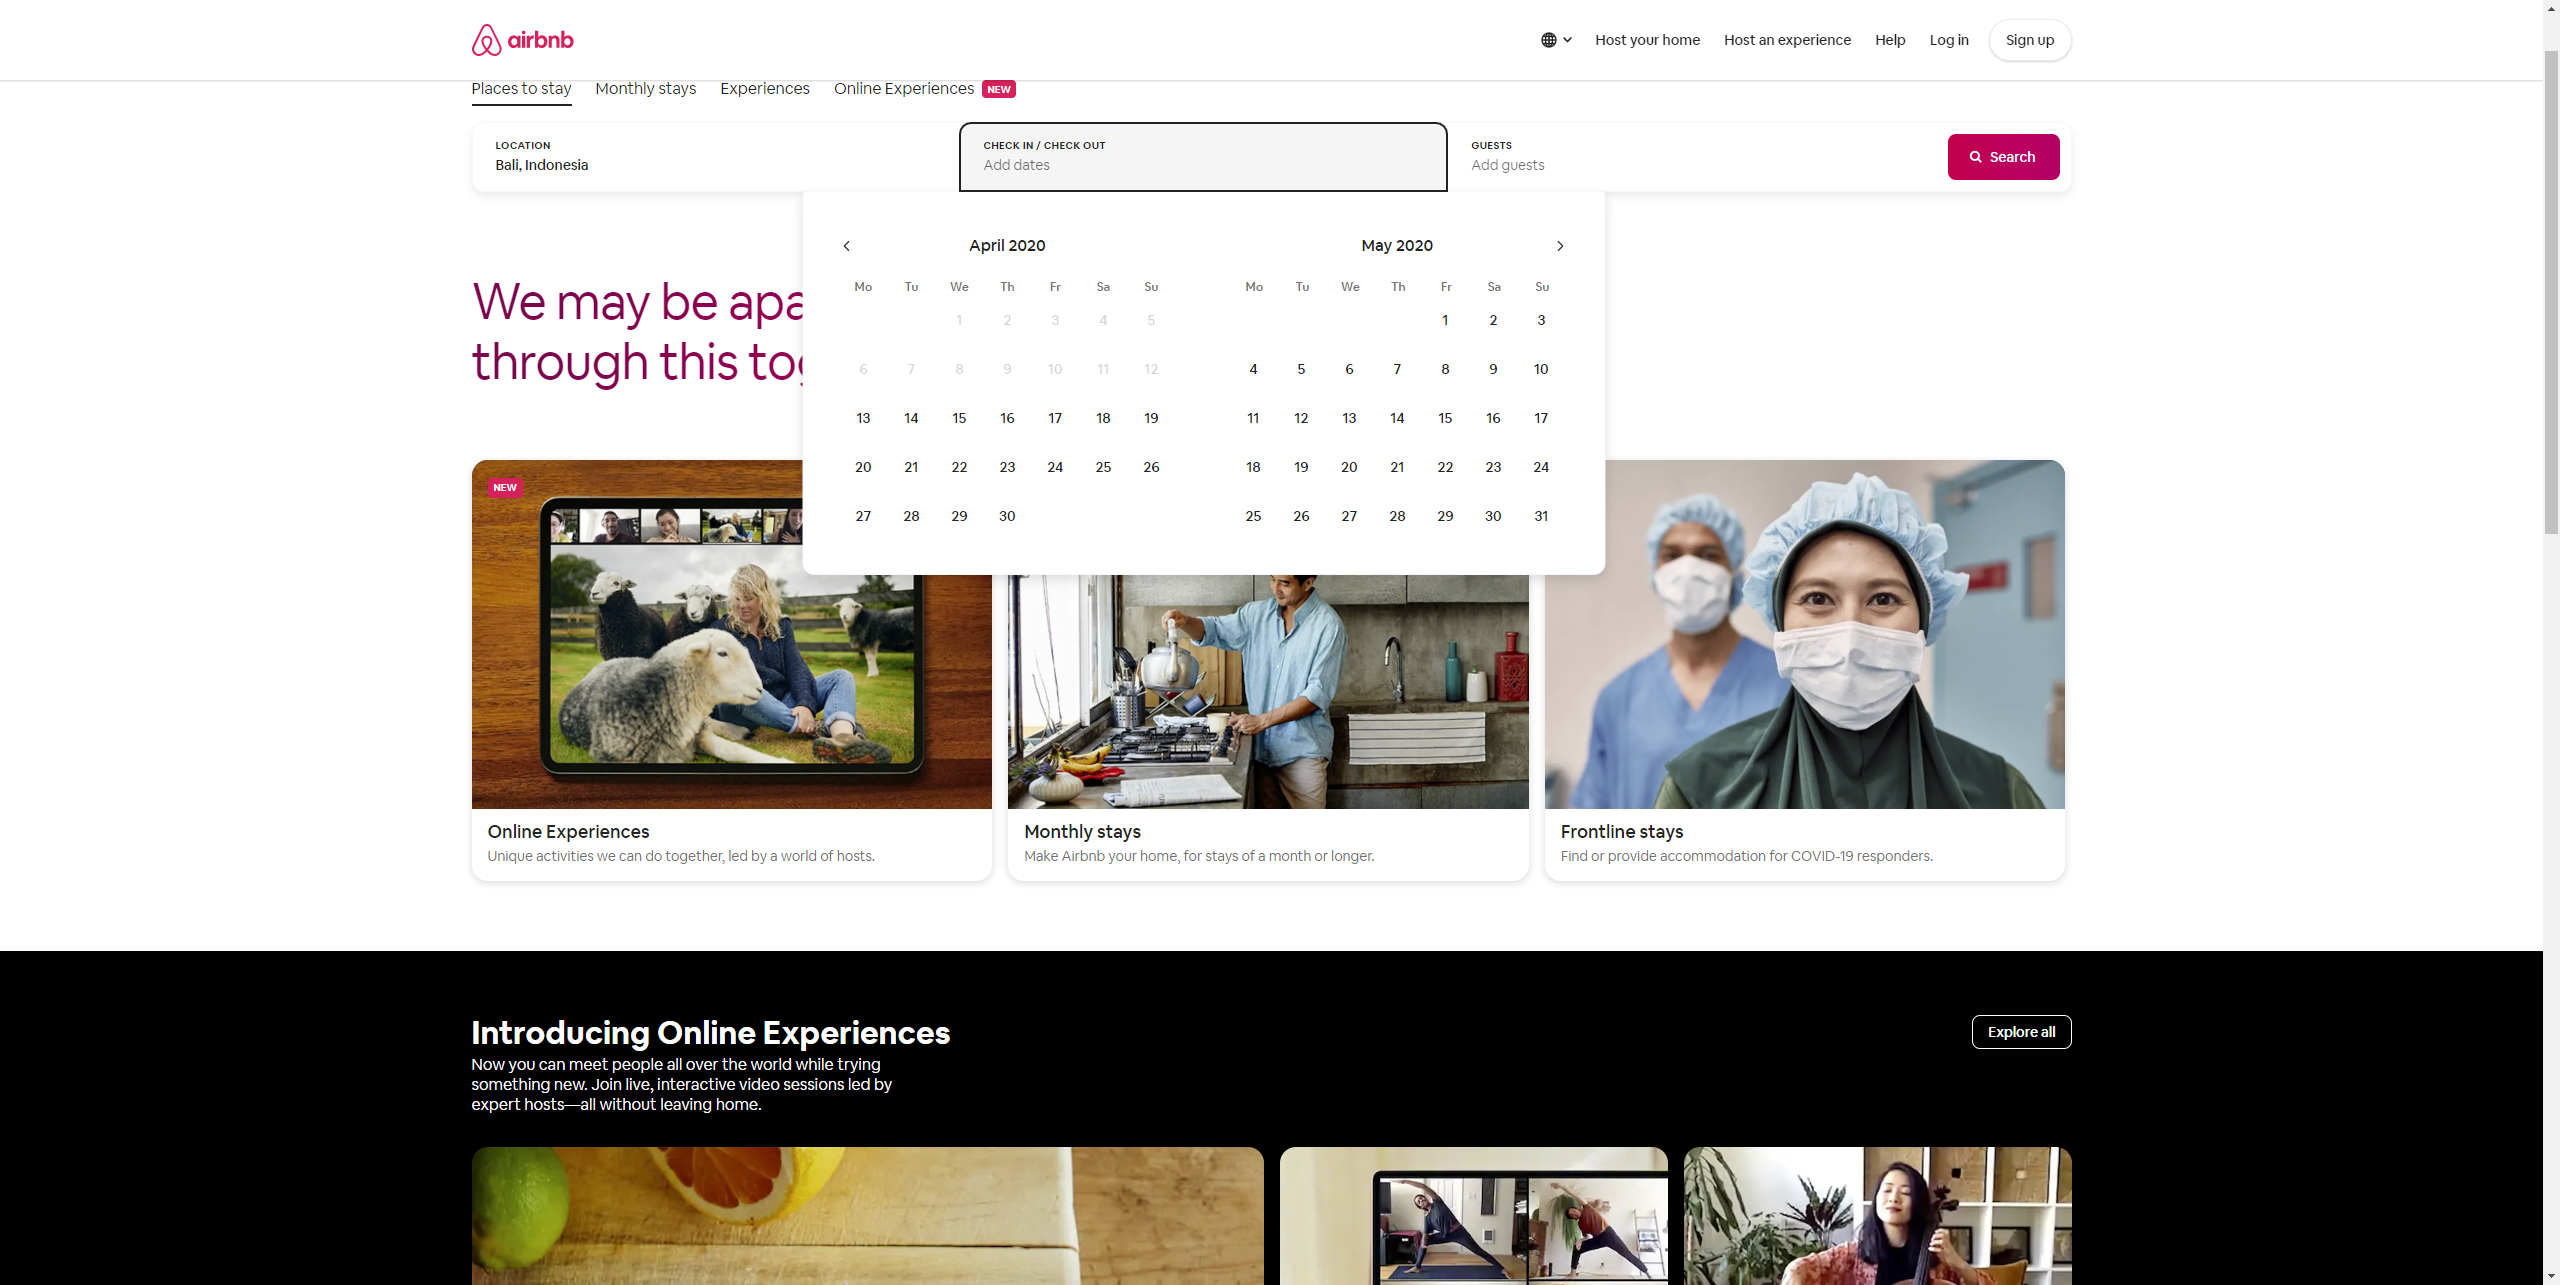 airbnb
Host your home
Host an experience
Help
Log in
Sign up
Places to stay
Monthly stays
Experiences
Online Experiences
NEW
LOCATION
Bali, Indonesia
CHECK IN / CHECK OUT
Add dates
GUESTS
Add guests
Search
April 2020
Mo Tu We Th Fr Sa Su
1 2 3 4 5
6 7 8 9 10 11 12
13 14 15 16 17 18 19
20 21 22 23 24 25 26
27 28 29 30
May 2020
Mo Tu We Th Fr Sa Su
1 2 3
4 5 6 7 8 9 10
11 12 13 14 15 16 17
18 19 20 21 22 23 24
25 26 27 28 29 30 31
We may be
through this
NEW
Online Experiences
Unique activities we can do together, led by a world of hosts.
Monthly stays
Make Airbnb your home, for stays of a month or longer.
Frontline stays
Find or provide accommodation for COVID-19 responders.
Introducing Online Experiences
Now you can meet people all over the world while trying
something new. Join live, interactive video sessions led by
expert hosts—all without leaving home.
Explore all